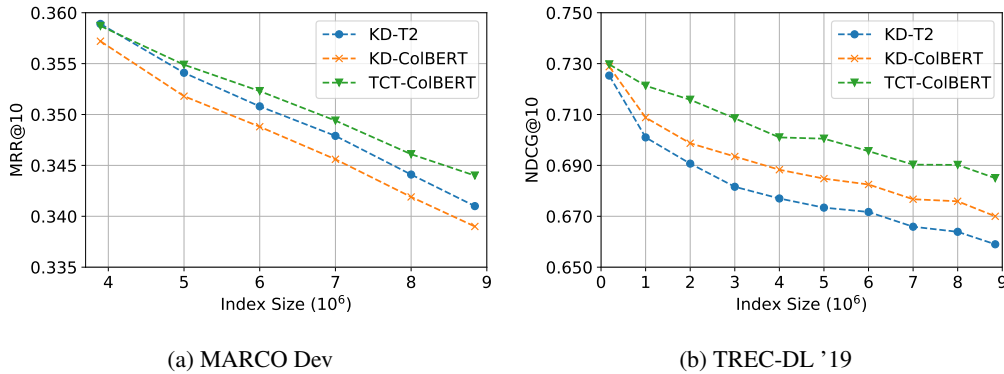 0.360
0.355
0.350
0.345
0.340
0.335
MRR@10
4
5
6
7
8
9
Index Size (10⁶)
KD-T2
KD-ColBERT
TCT-ColBERT
(a) MARCO Dev
0.750
0.730
0.710
0.690
0.670
0.650
NDCG@10
0
1
2
3
4
5
6
7
8
9
Index Size (10⁶)
KD-T2
KD-ColBERT
TCT-ColBERT
(b) TREC-DL ’19